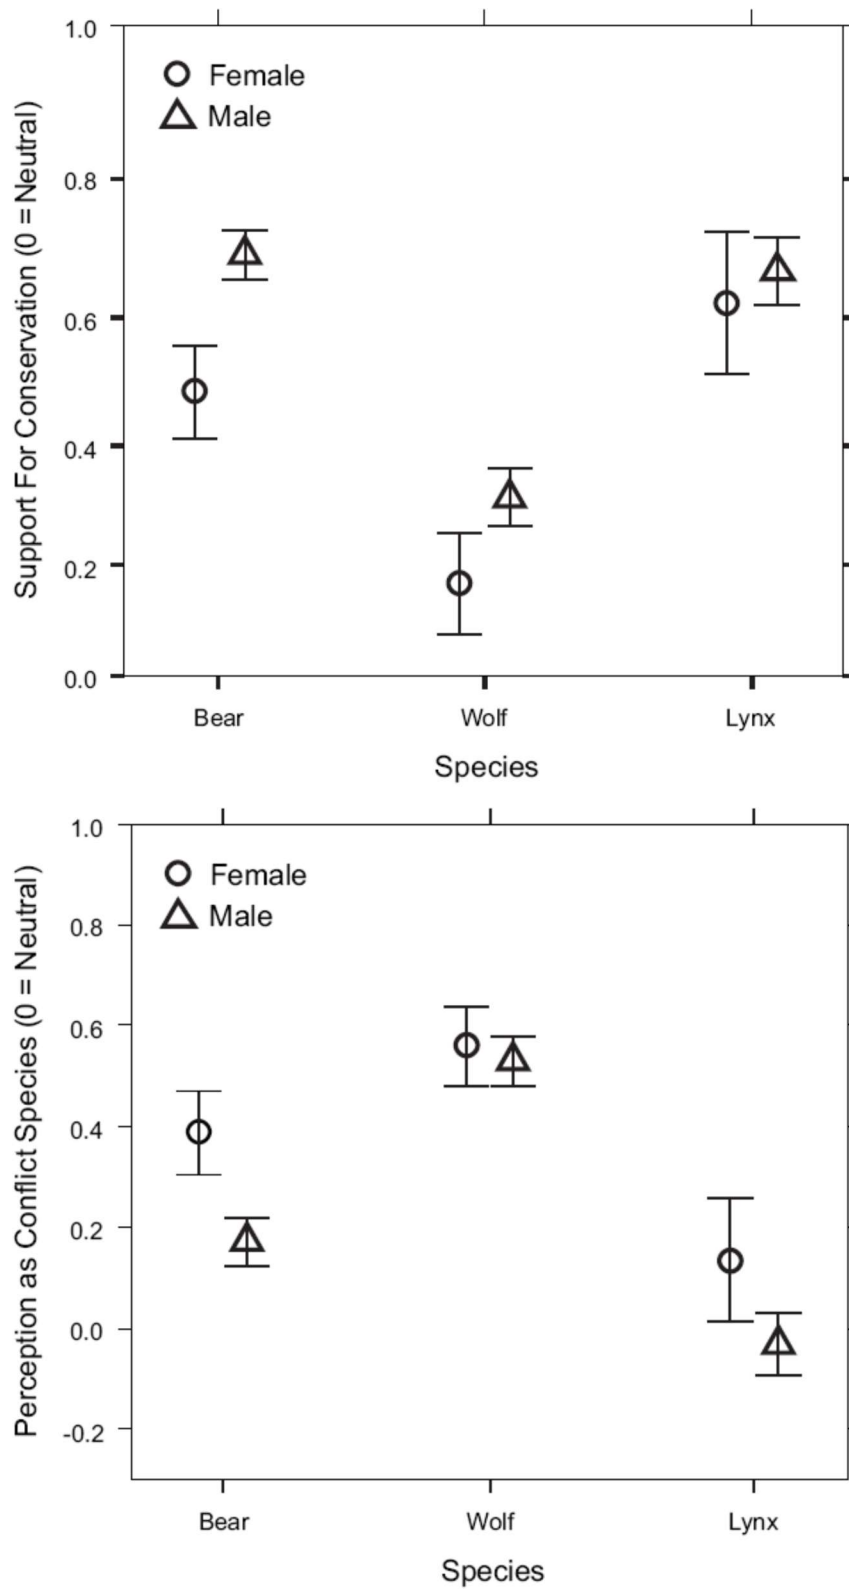 Support For Conservation (0 = Neutral)
1.0
0.8
0.6
0.4
0.2
0.0
Female
Male
Bear
Wolf
Lynx
Species
Perception as Conflict Species (0 = Neutral)
1.0
0.8
0.6
0.4
0.2
0.0
-0.2
Female
Male
Bear
Wolf
Lynx
Species